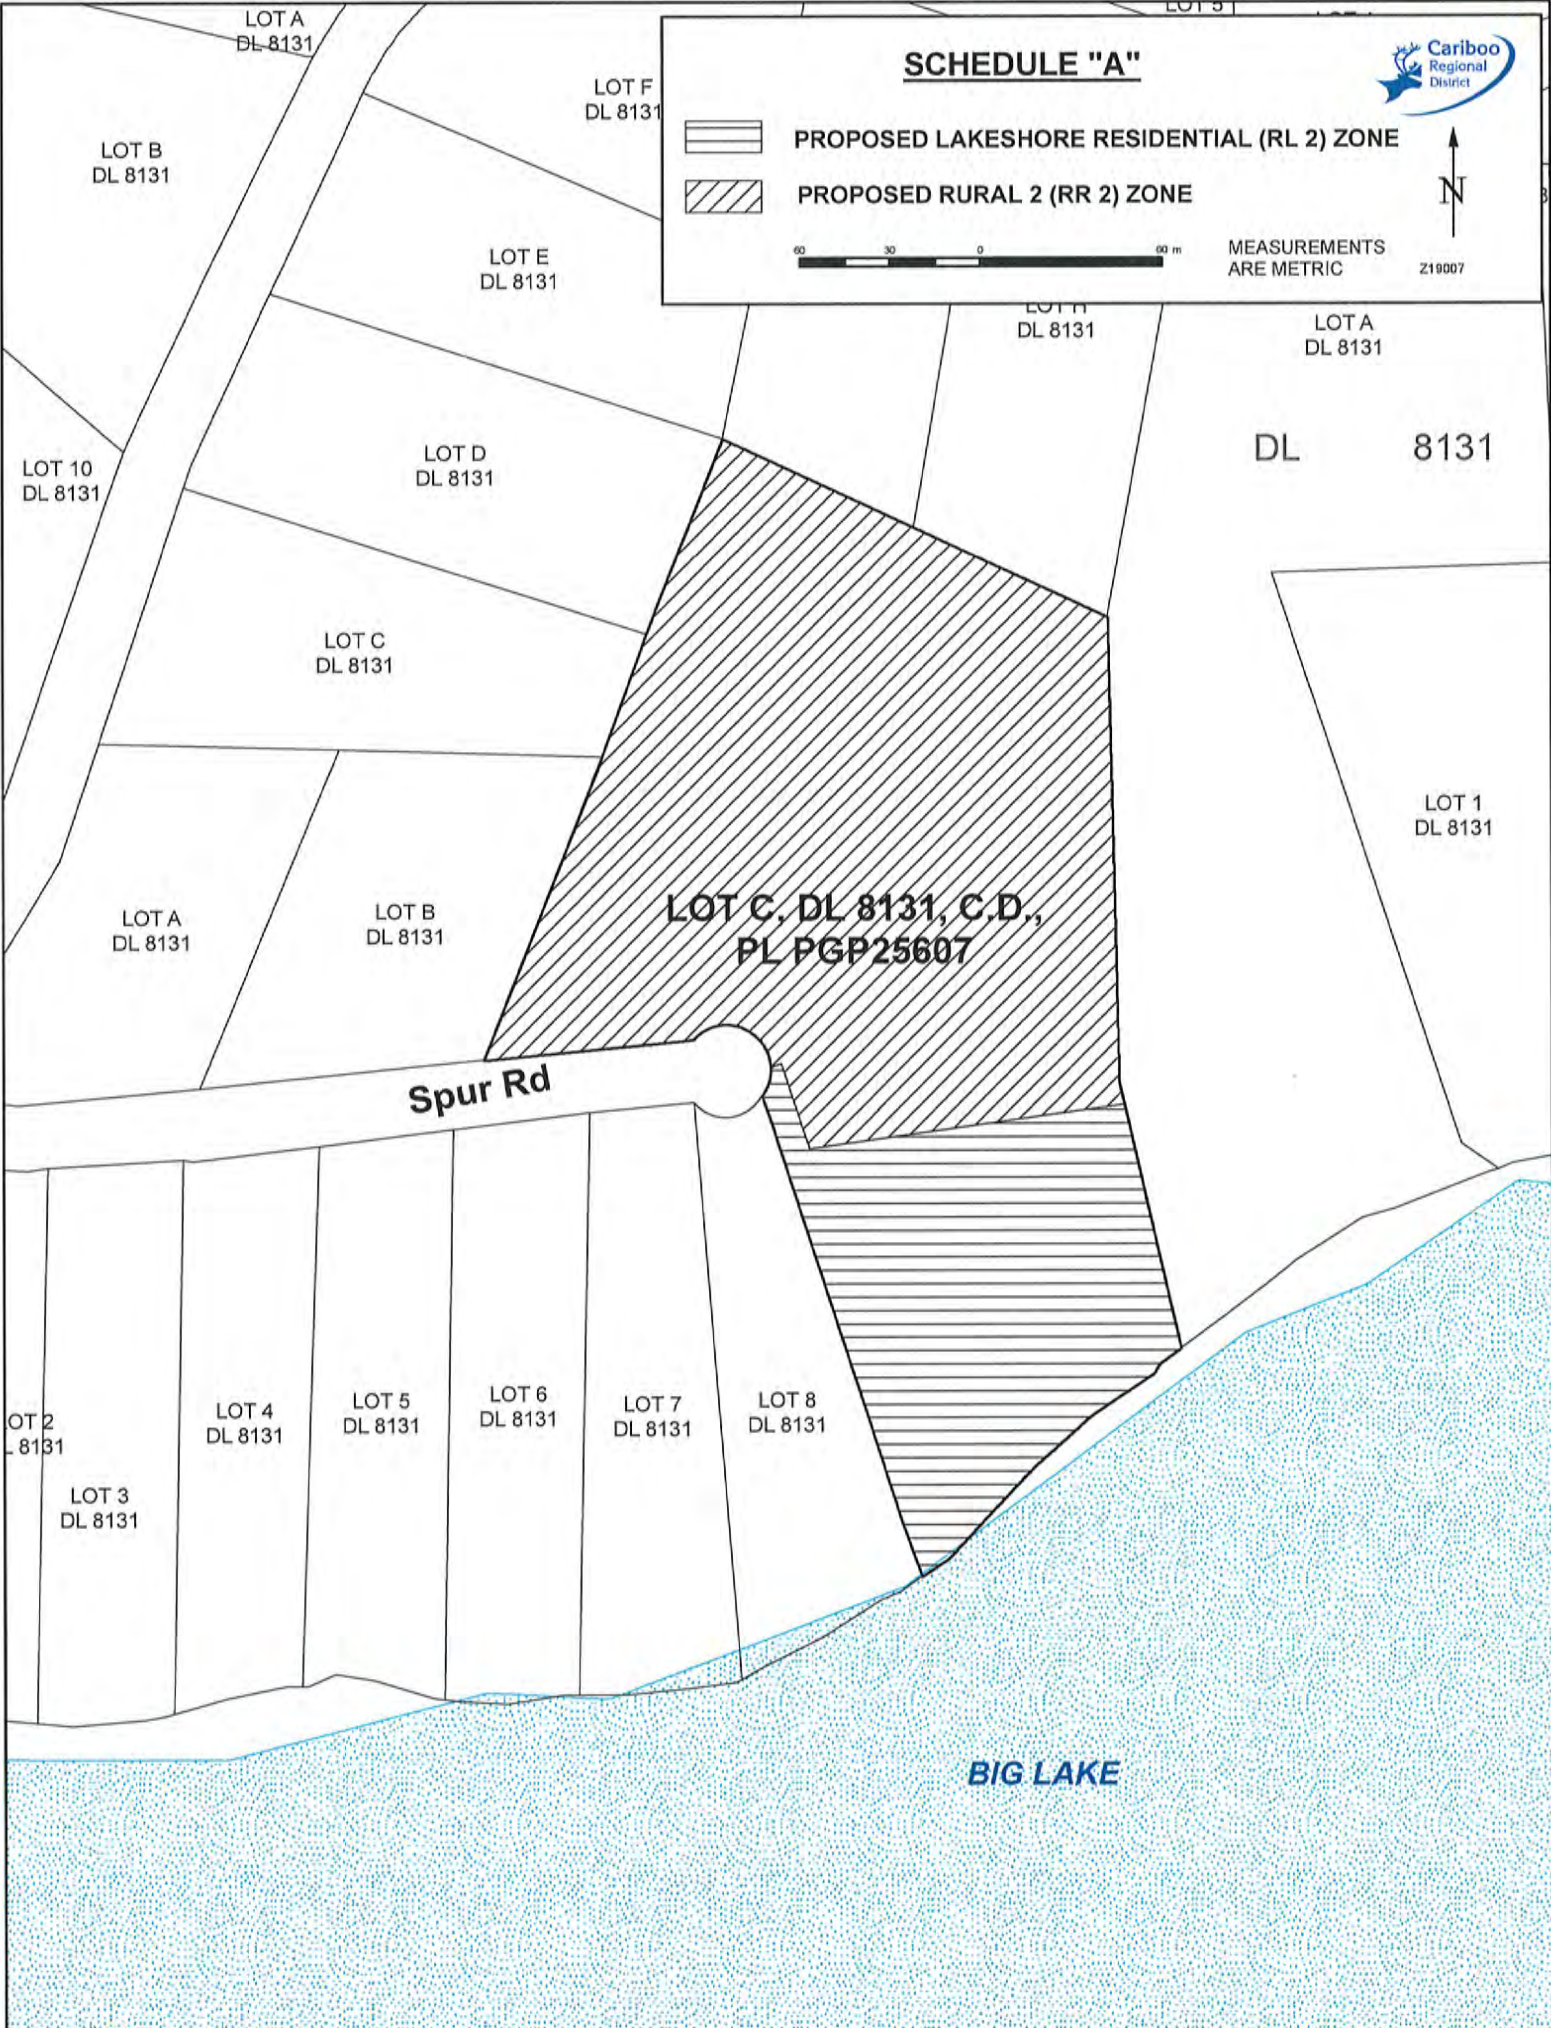 LOT 5
LOT A
DL 8131
SCHEDULE "A"
Cariboo
Regional
District
LOT F
DL 8131
PROPOSED LAKESHORE RESIDENTIAL (RL 2) ZONE
LOT B
DL 8131
PROPOSED RURAL 2 (RR 2) ZONE
N
60 30 0 60 m
MEASUREMENTS
ARE METRIC
Z19007
LOT E
DL 8131
DL 8131
LOT A
DL 8131
DL 8131
LOT D
DL 8131
LOT 10
DL 8131
LOT C
DL 8131
LOT 1
DL 8131
LOT A
DL 8131
LOT B
DL 8131
LOT C, DL 8131, C.D.,
PL PGP25607
Spur Rd
OT 2
8131
LOT 3
DL 8131
LOT 4
DL 8131
LOT 5
DL 8131
LOT 6
DL 8131
LOT 7
DL 8131
LOT 8
DL 8131
BIG LAKE